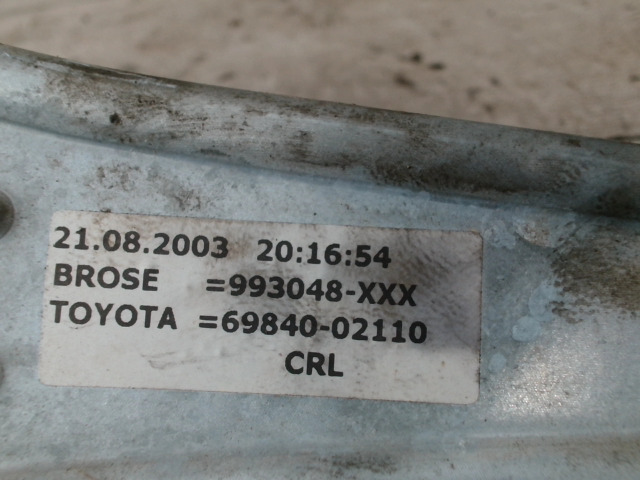 21.08.2003 20:16:54
BROSE =993048-XXX
TOYOTA =69840-02110
CRL